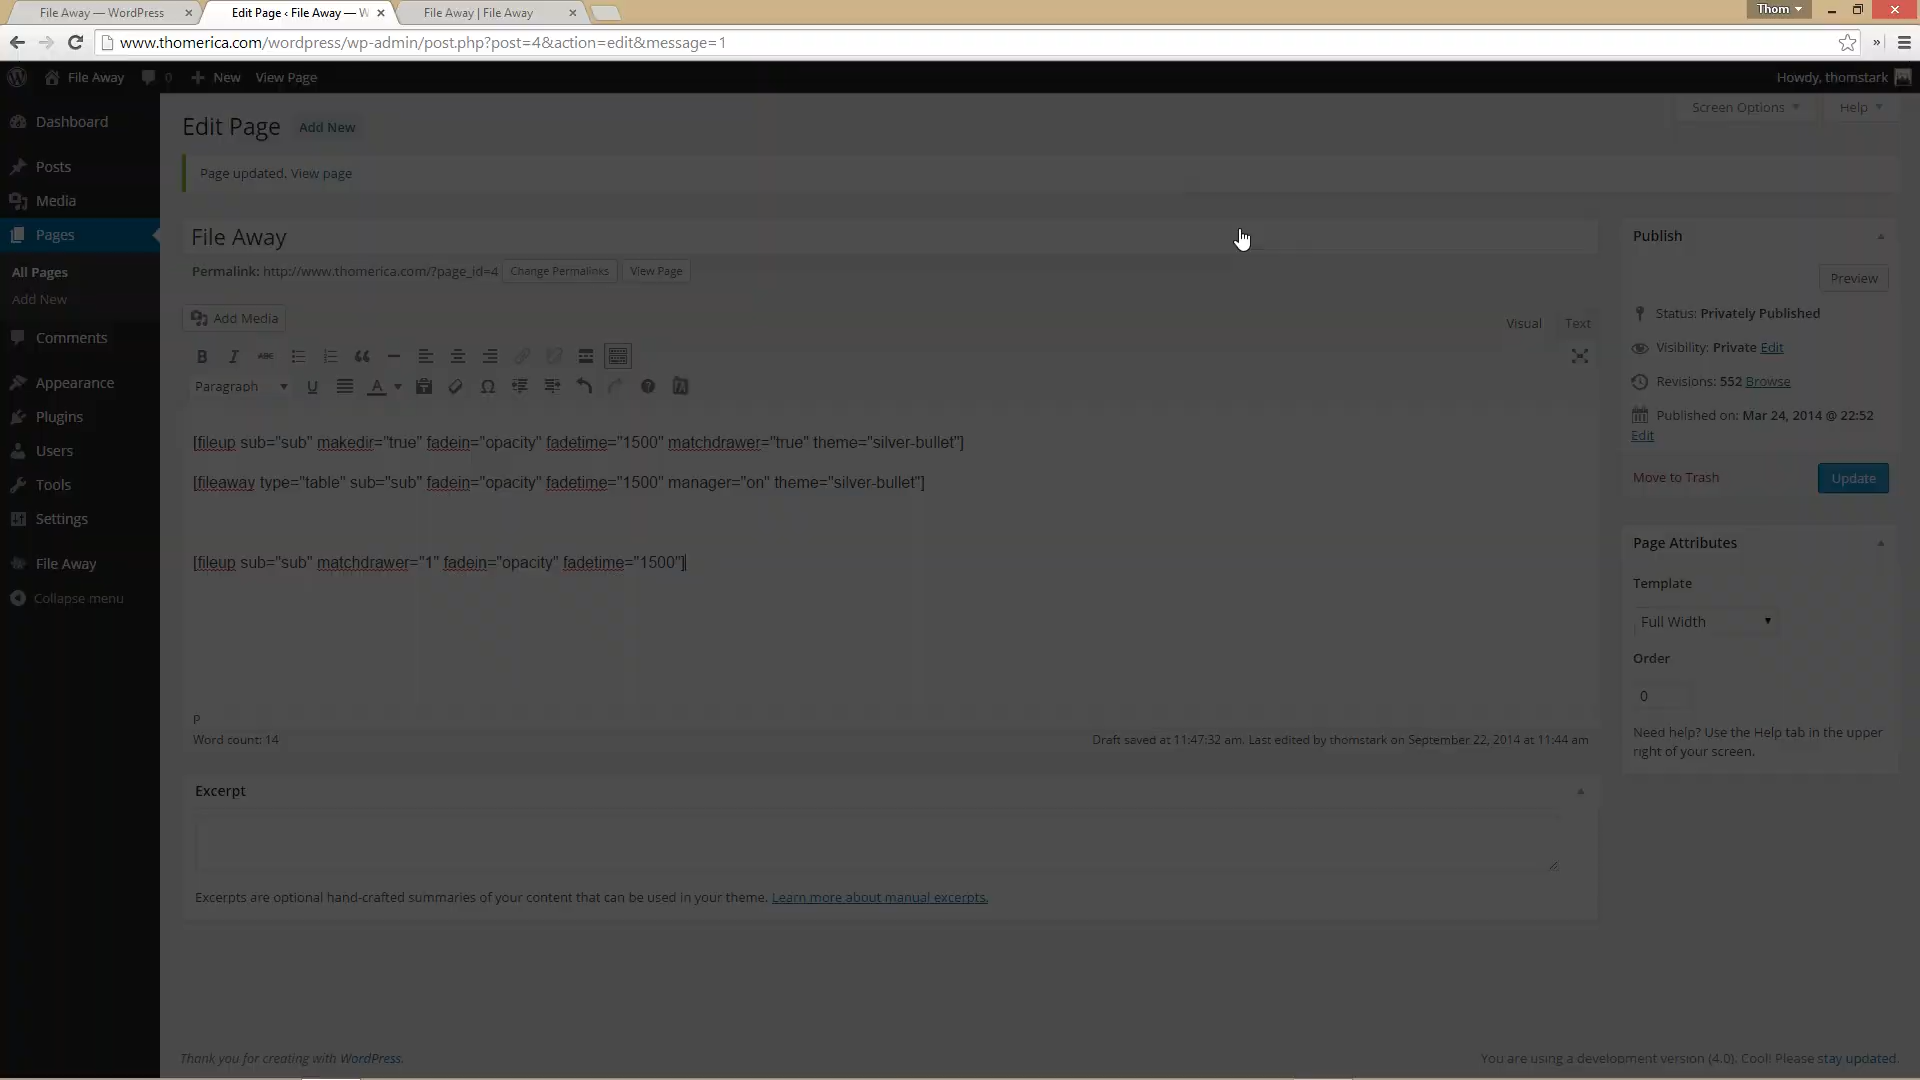 File Away — WordPress
Edit Page ‹ File Away — W
File Away | File Away
Thom
www.thomerica.com/wordpress/wp-admin/post.php?post=4&action=edit&message=1
File Away
0
New
View Page
Howdy, thomstark
Dashboard
Posts
Media
Pages
All Pages
Add New
Comments
Appearance
Plugins
Users
Tools
Settings
File Away
Collapse menu
Screen Options
Help
Edit Page
Add New
Page updated. View page
File Away
Permalink: http://www.thomerica.com/?page_id=4
Change Permalinks
View Page
Add Media
Visual
Text
B I ABC
Paragraph
U
A
[fileup sub="sub" makedir="true" fadein="opacity" fadetime="1500" matchdrawer="true" theme="silver-bullet"]
[fileaway type="table" sub="sub" fadein="opacity" fadetime="1500" manager="on" theme="silver-bullet"]
[fileup sub="sub" matchdrawer="1" fadein="opacity" fadetime="1500"]
P
Word count: 14
Draft saved at 11:47:32 am. Last edited by thomstark on September 22, 2014 at 11:44 am
Excerpt
Excerpts are optional hand-crafted summaries of your content that can be used in your theme. Learn more about manual excerpts.
Publish
Preview
Status: Privately Published
Visibility: Private Edit
Revisions: 552 Browse
Published on: Mar 24, 2014 @ 22:52
Edit
Move to Trash
Update
Page Attributes
Template
Full Width
Order
0
Need help? Use the Help tab in the upper
right of your screen.
Thank you for creating with WordPress.
You are using a development version (4.0). Cool! Please stay updated.